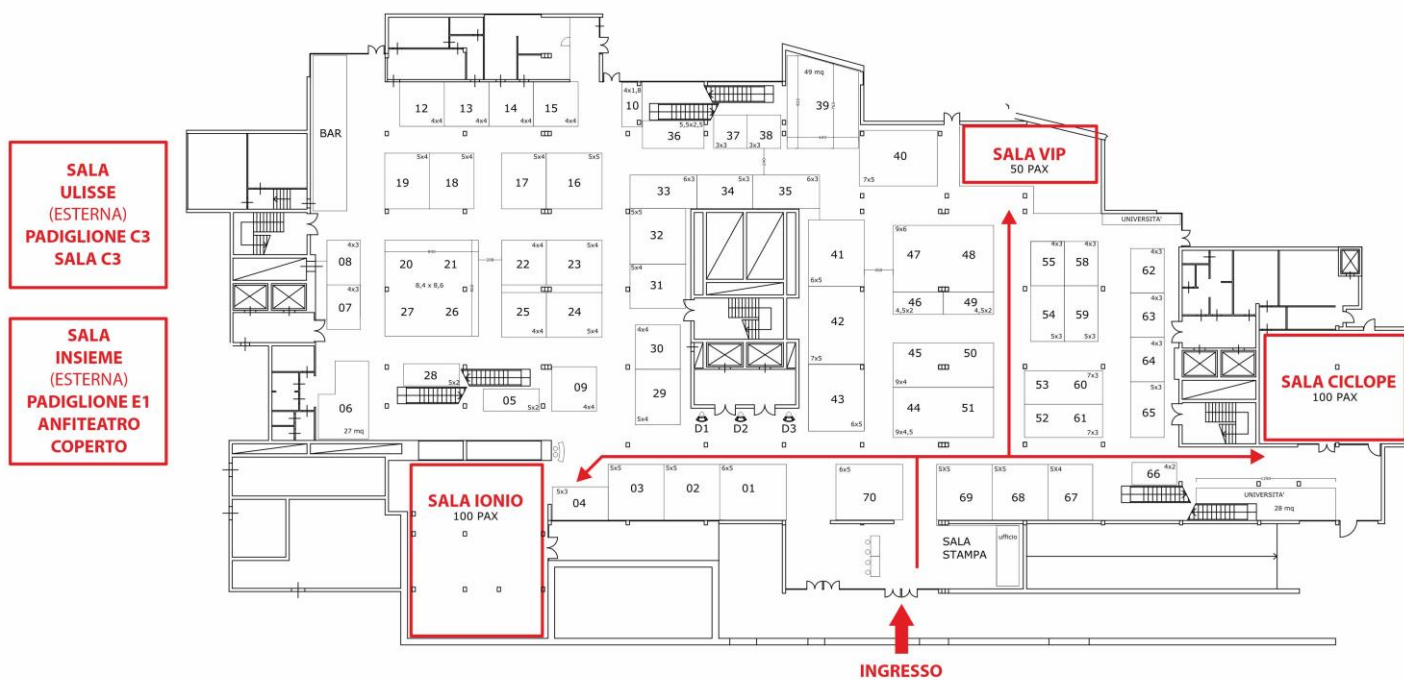 SALA
ULISSE
(ESTERNA)
PADIGLIONE C3
SALA C3
SALA
INSIEME
(ESTERNA)
PADIGLIONE E1
ANFITEATRO
COPERTO
BAR
12
4x4
13
4x4
14
4x4
15
4x4
10
4x1,8
36
5,5x2,5
37
3x3
38
3x3
49 mq
39
40
7x5
SALA VIP
50 PAX
UNIVERSITA'
19
5x4
18
5x4
17
5x4
16
5x5
33
6x3
34
5x3
35
6x3
32
5x5
31
5x4
08
4x3
07
4x3
20
21
8,4 x 8,6
27
26
22
4x4
23
5x4
25
4x4
24
5x4
41
6x5
42
7x5
43
6x5
9x6
47
48
46
4,5x2
49
4,5x2
45
50
9x4
44
51
9x4,5
55
4x3
58
4x3
54
5x3
59
5x3
53
60
7x3
52
61
7x3
62
4x3
63
4x3
64
4x3
65
5x3
SALA CICLOPE
100 PAX
30
4x4
29
5x4
28
5x2
05
5x2
09
4x4
06
27 mq
D1
D2
D3
SALA IONIO
100 PAX
04
5x3
03
5x5
02
5x5
01
6x5
70
6x5
69
5X5
68
5X5
67
5X4
66
4x2
UNIVERSITA'
28 mq
SALA
STAMPA
ufficio
INGRESSO